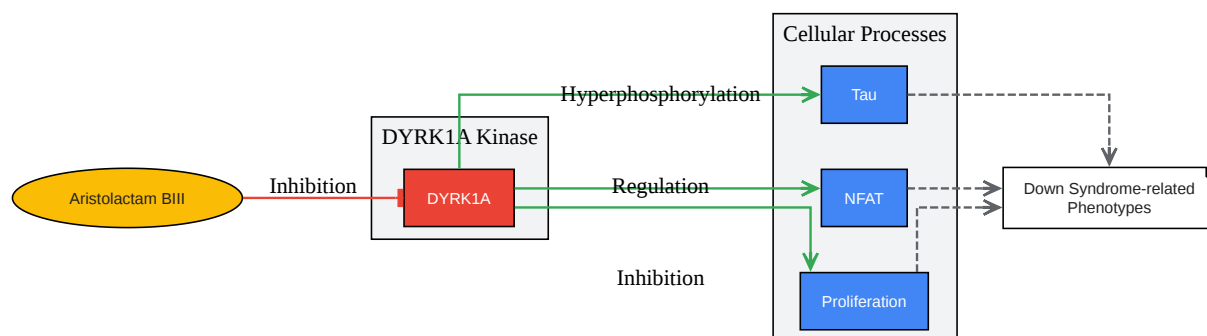 Cellular Processes
Hyperphosphorylation
Tau
DYRK1A Kinase
Aristolactam BIII
Inhibition
DYRK1A
Regulation
NFAT
Down Syndrome-related
Phenotypes
Inhibition
Proliferation